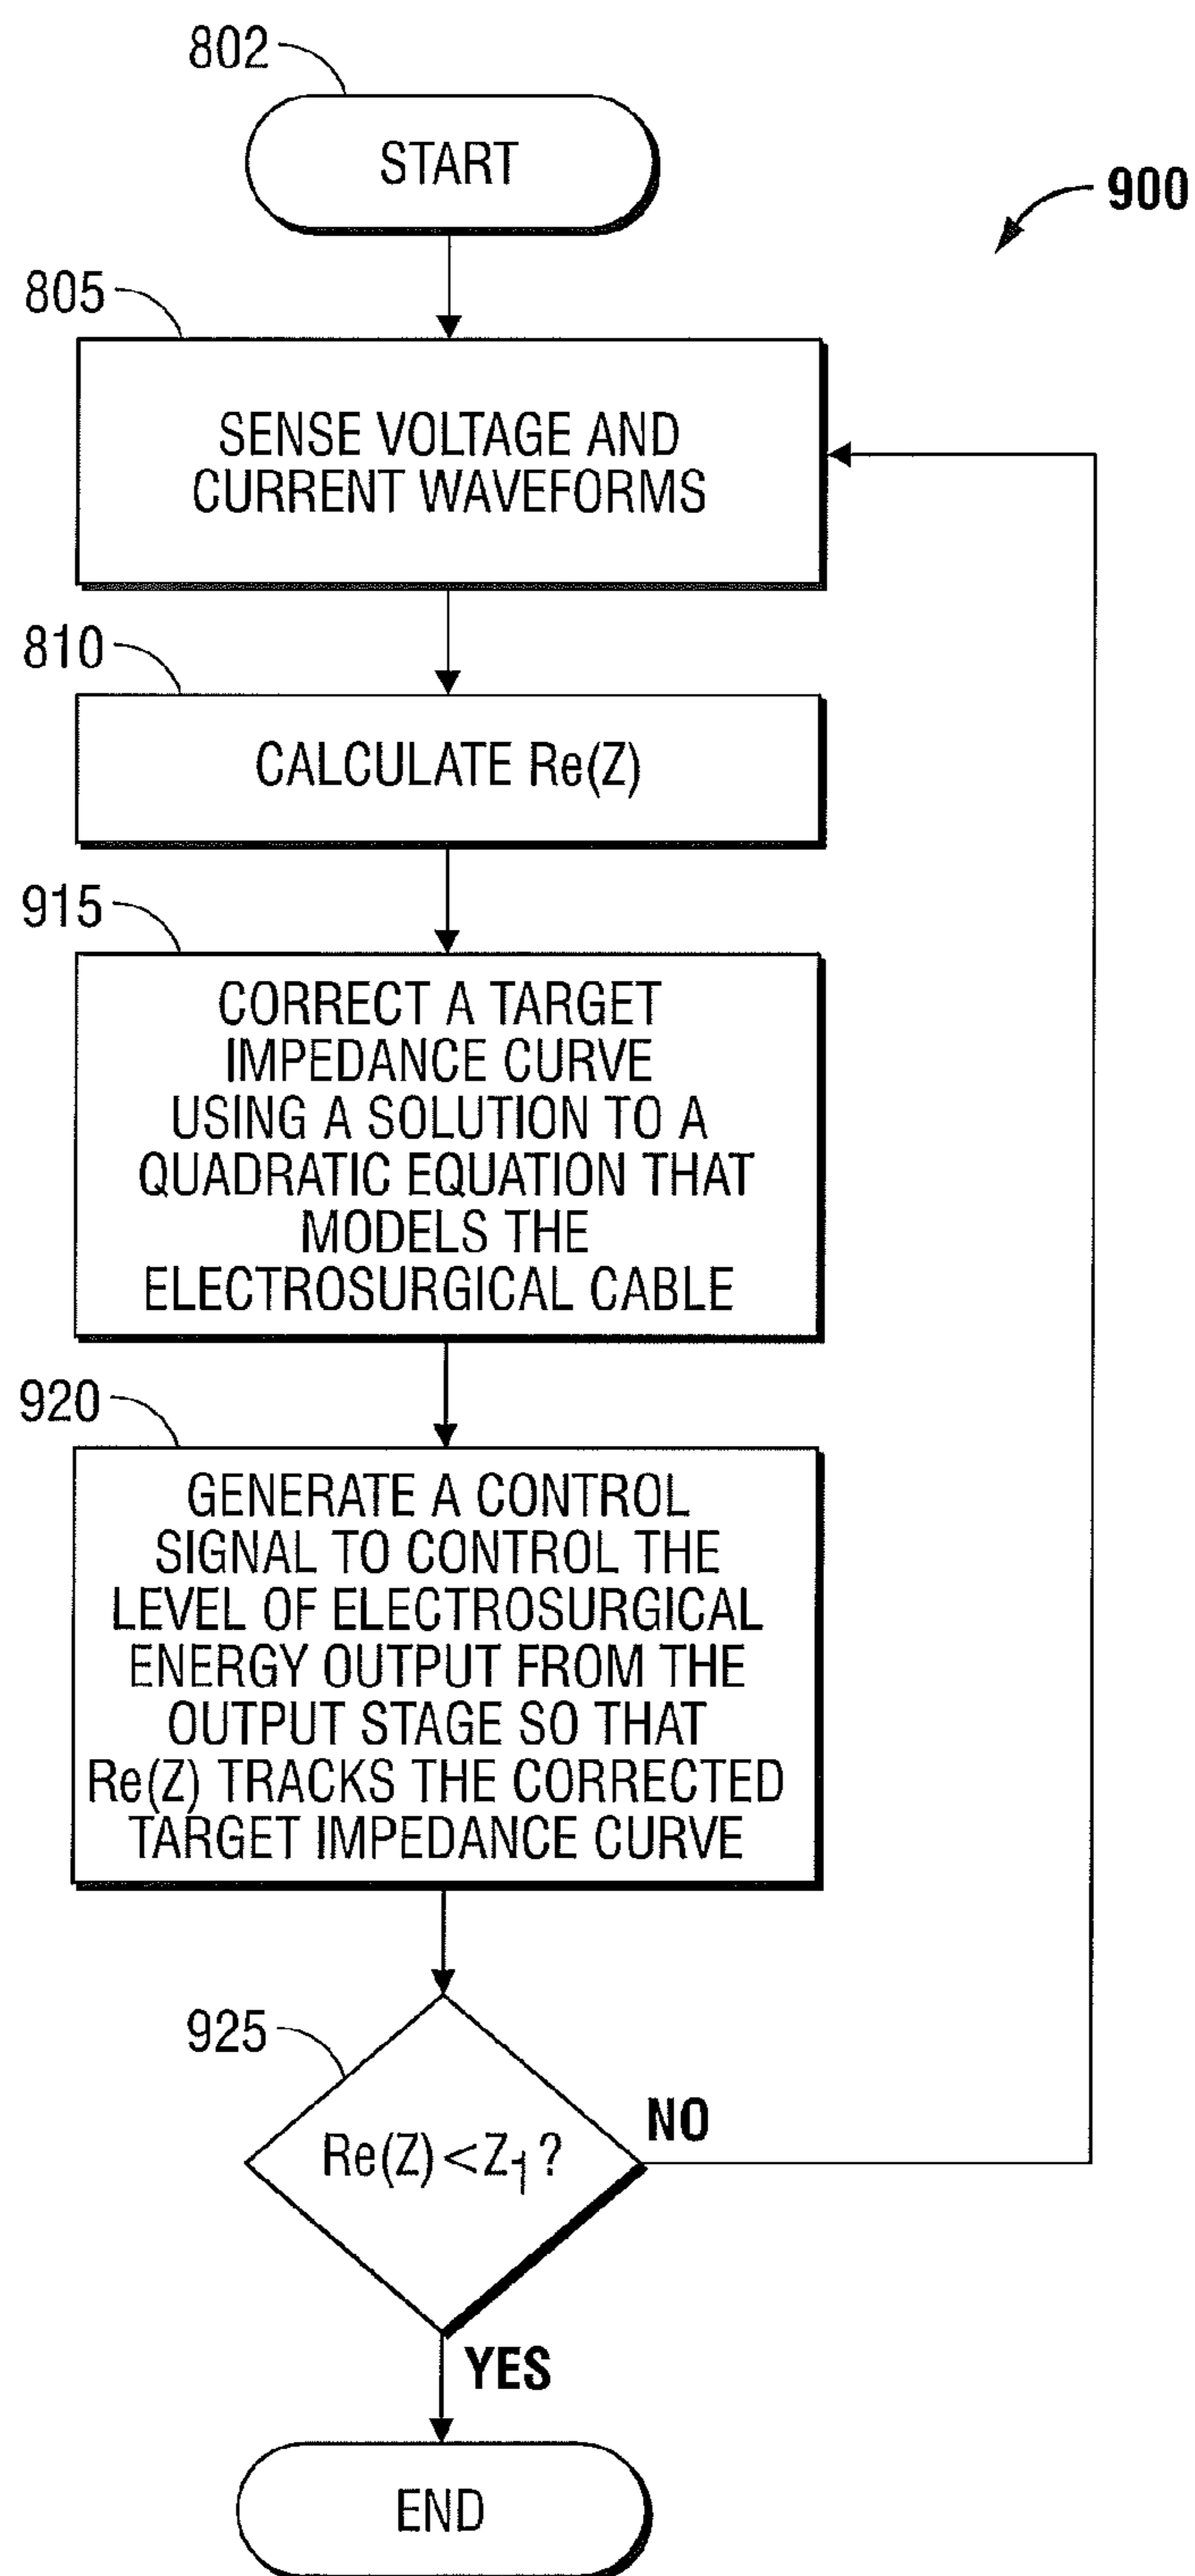 802
START
900
805
SENSE VOLTAGE AND
CURRENT WAVEFORMS
810
CALCULATE Re(Z)
915
CORRECT A TARGET
IMPEDANCE CURVE
USING A SOLUTION TO A
QUADRATIC EQUATION THAT
MODELS THE
ELECTROSURGICAL CABLE
920
GENERATE A CONTROL
SIGNAL TO CONTROL THE
LEVEL OF ELECTROSURGICAL
ENERGY OUTPUT FROM THE
OUTPUT STAGE SO THAT
Re(Z) TRACKS THE CORRECTED
TARGET IMPEDANCE CURVE
925
Re(Z)<Z₁?
NO
YES
END